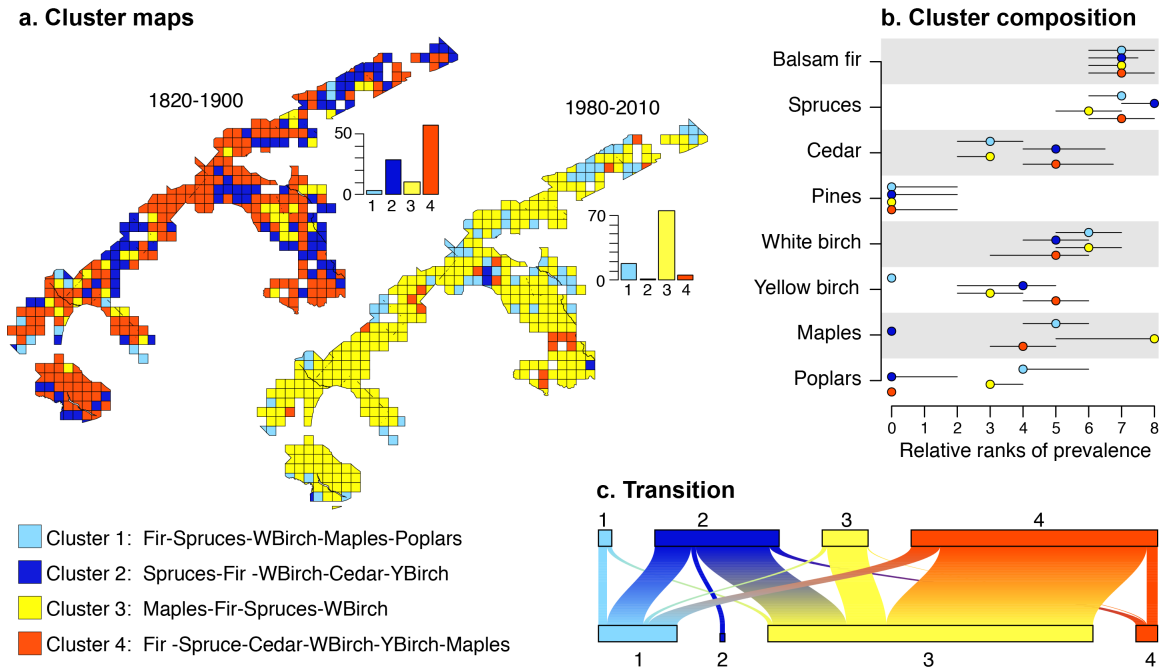 a. Cluster maps
1820-1900
50
0
1 2 3 4
1980-2010
70
0
1 2 3 4
Cluster 1: Fir-Spruces-WBirch-Maples-Poplars
Cluster 2: Spruces-Fir -WBirch-Cedar-YBirch
Cluster 3: Maples-Fir-Spruces-WBirch
Cluster 4: Fir -Spruce-Cedar-WBirch-YBirch-Maples
b. Cluster composition
Balsam fir
Spruces
Cedar
Pines
White birch
Yellow birch
Maples
Poplars
0 1 2 3 4 5 6 7 8
Relative ranks of prevalence
c. Transition
1 2 3 4
1 2 3 4